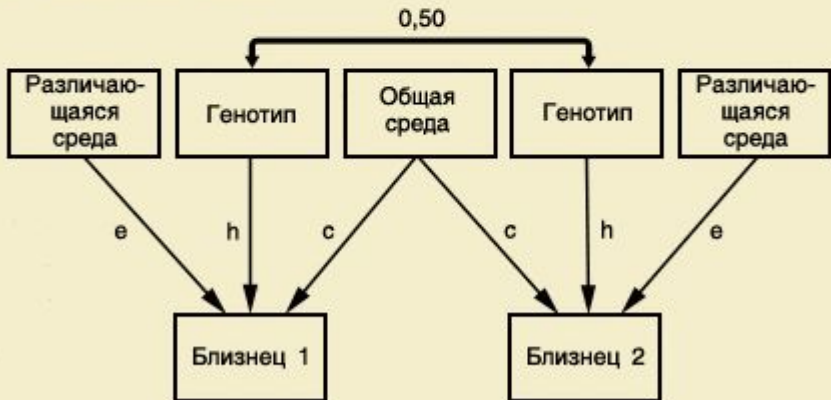 0,50
Различаю-
щаяся
среда
Генотип
Общая
среда
Генотип
Различаю-
щаяся
среда
e
h
c
c
h
e
Близнец 1
Близнец 2